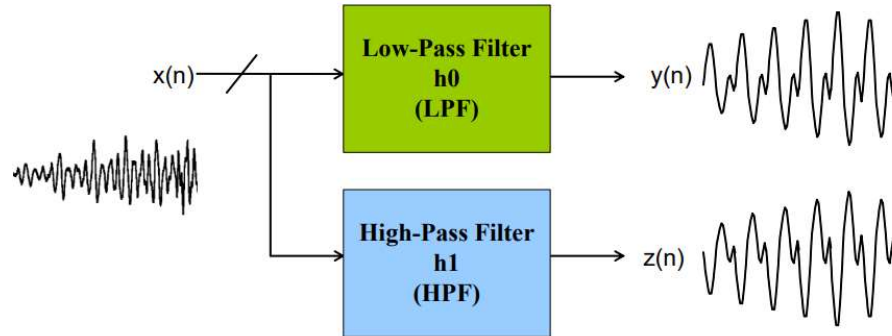 Low-Pass Filter
h0
(LPF)
x(n)
y(n)
High-Pass Filter
h1
(HPF)
z(n)